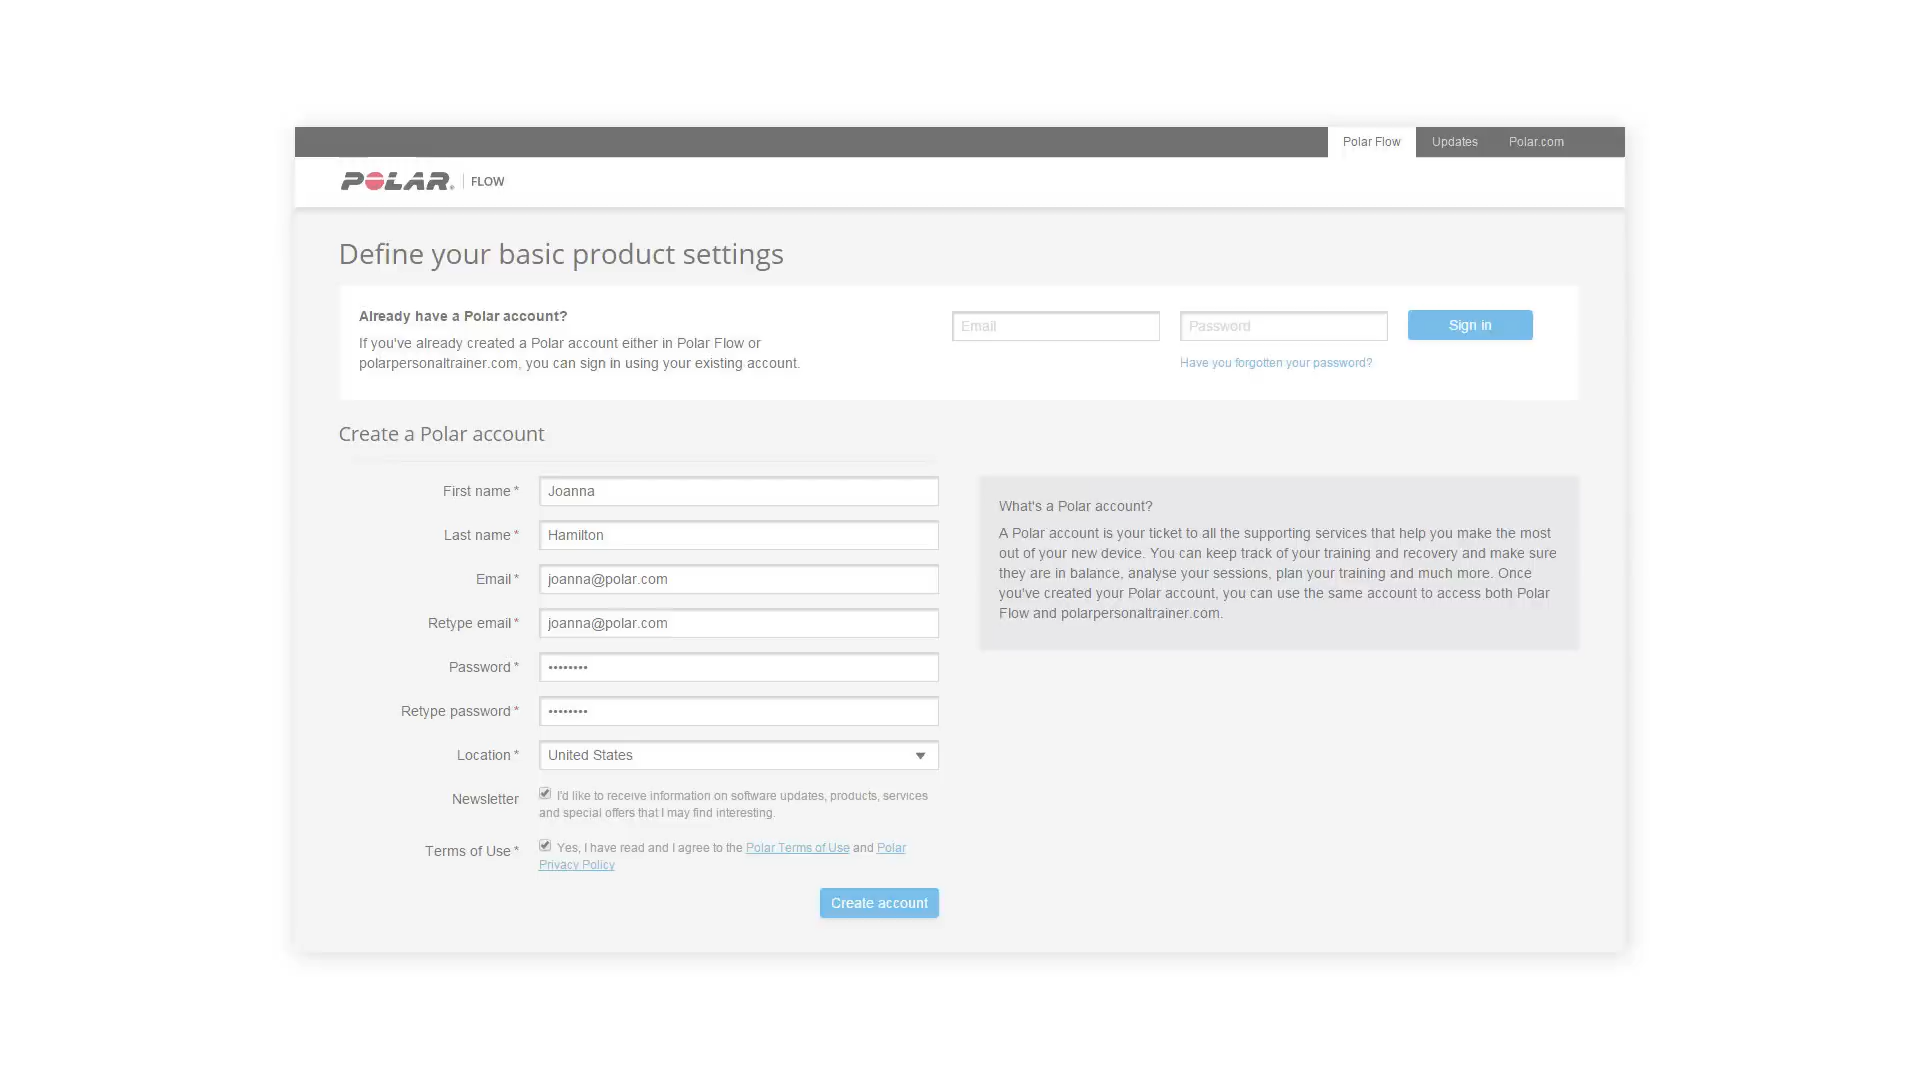 Polar Flow Updates Polar.com
POLAR FLOW
Define your basic product settings
Already have a Polar account?
If you've already created a Polar account either in Polar Flow or
polarpersonaltrainer.com, you can sign in using your existing account.
Email Password Sign in
Have you forgotten your password?
Create a Polar account
First name * Joanna
Last name * Hamilton
Email * joanna@polar.com
Retype email * joanna@polar.com
Password * ••••••••
Retype password * ••••••••
Location * United States
Newsletter I'd like to receive information on software updates, products, services
and special offers that I may find interesting.
Terms of Use * Yes, I have read and I agree to the Polar Terms of Use and Polar
Privacy Policy
Create account
What's a Polar account?
A Polar account is your ticket to all the supporting services that help you make the most
out of your new device. You can keep track of your training and recovery and make sure
they are in balance, analyse your sessions, plan your training and much more. Once
you've created your Polar account, you can use the same account to access both Polar
Flow and polarpersonaltrainer.com.